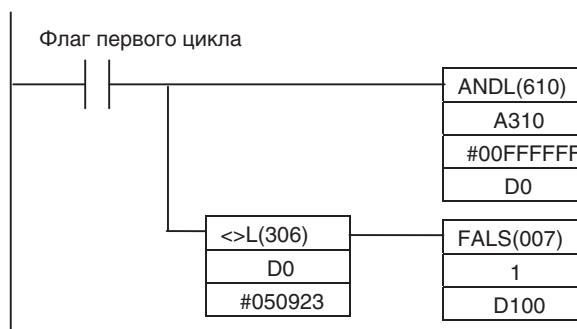 Флаг первого цикла
ANDL(610)
A310
#00FFFFFF
D0
<>L(306)
D0
#050923
FALS(007)
1
D100